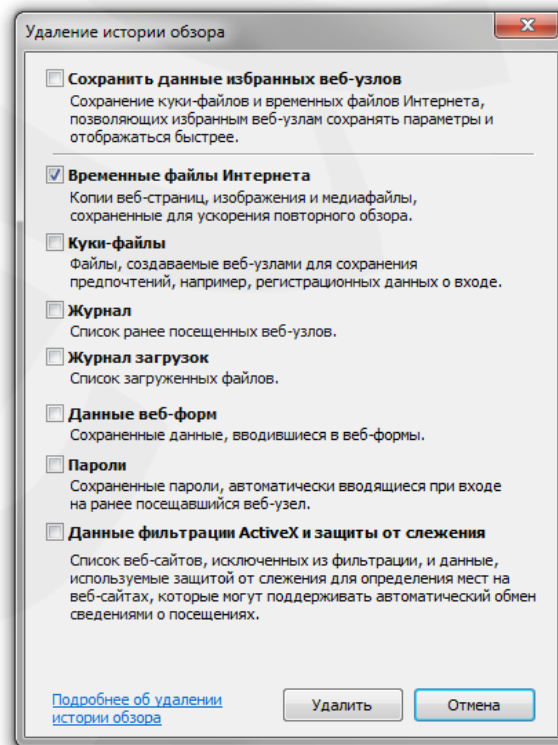 Удаление истории обзора
Сохранить данные избранных веб-узлов
Сохранение куки-файлов и временных файлов Интернета,
позволяющих избранным веб-узлам сохранять параметры и
отображаться быстрее.
Временные файлы Интернета
Копии веб-страниц, изображения и медиафайлы,
сохраненные для ускорения повторного обзора.
Куки-файлы
Файлы, создаваемые веб-узлами для сохранения
предпочтений, например, регистрационных данных о входе.
Журнал
Список ранее посещенных веб-узлов.
Журнал загрузок
Список загруженных файлов.
Данные веб-форм
Сохраненные данные, вводившиеся в веб-формы.
Пароли
Сохраненные пароли, автоматически вводящиеся при входе
на ранее посещавшийся веб-узел.
Данные фильтрации ActiveX и защиты от слежения
Список веб-сайтов, исключенных из фильтрации, и данные,
используемые защитой от слежения для определения мест на
веб-сайтах, которые могут поддерживать автоматический обмен
сведениями о посещениях.
Подробнее об удалении
истории обзора
Удалить
Отмена